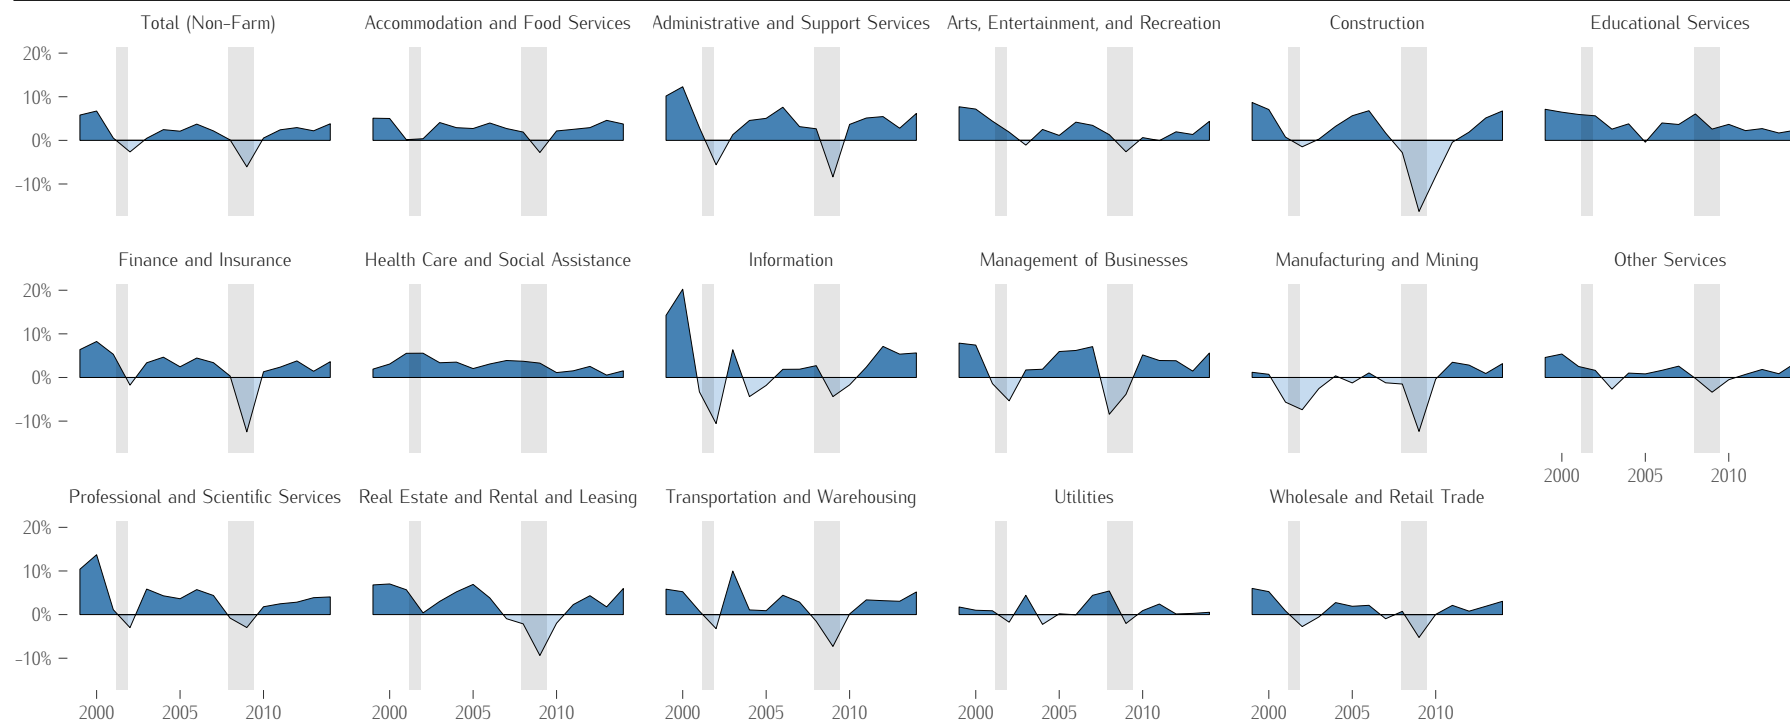 Total (Non-Farm)
Accommodation and Food Services
Administrative and Support Services
Arts, Entertainment, and Recreation
Construction
Educational Services
20%
10%
0%
-10%
Finance and Insurance
Health Care and Social Assistance
Information
Management of Businesses
Manufacturing and Mining
Other Services
20%
10%
0%
-10%
2000 2005 2010
Professional and Scientific Services
Real Estate and Rental and Leasing
Transportation and Warehousing
Utilities
Wholesale and Retail Trade
20%
10%
0%
-10%
2000 2005 2010
2000 2005 2010
2000 2005 2010
2000 2005 2010
2000 2005 2010